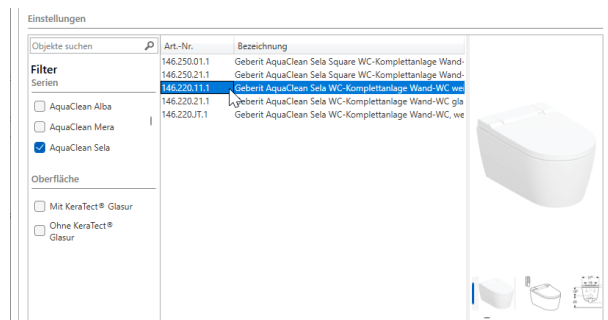 Einstellungen
Objekte suchen
Art.-Nr. Bezeichnung
Filter
Serien
AquaClean Alba
AquaClean Mera
AquaClean Sela
Oberfläche
Mit KeraTect® Glasur
Ohne KeraTect®
Glasur
146.250.01.1 Geberit AquaClean Sela Square WC-Komplettanlage Wand-
146.250.21.1 Geberit AquaClean Sela Square WC-Komplettanlage Wand-
146.220.11.1 Geberit AquaClean Sela WC-Komplettanlage Wand-WC wei
146.220.21.1 Geberit AquaClean Sela WC-Komplettanlage Wand-WC gla
146.220.JT.1 Geberit AquaClean Sela WC-Komplettanlage Wand-WC, we